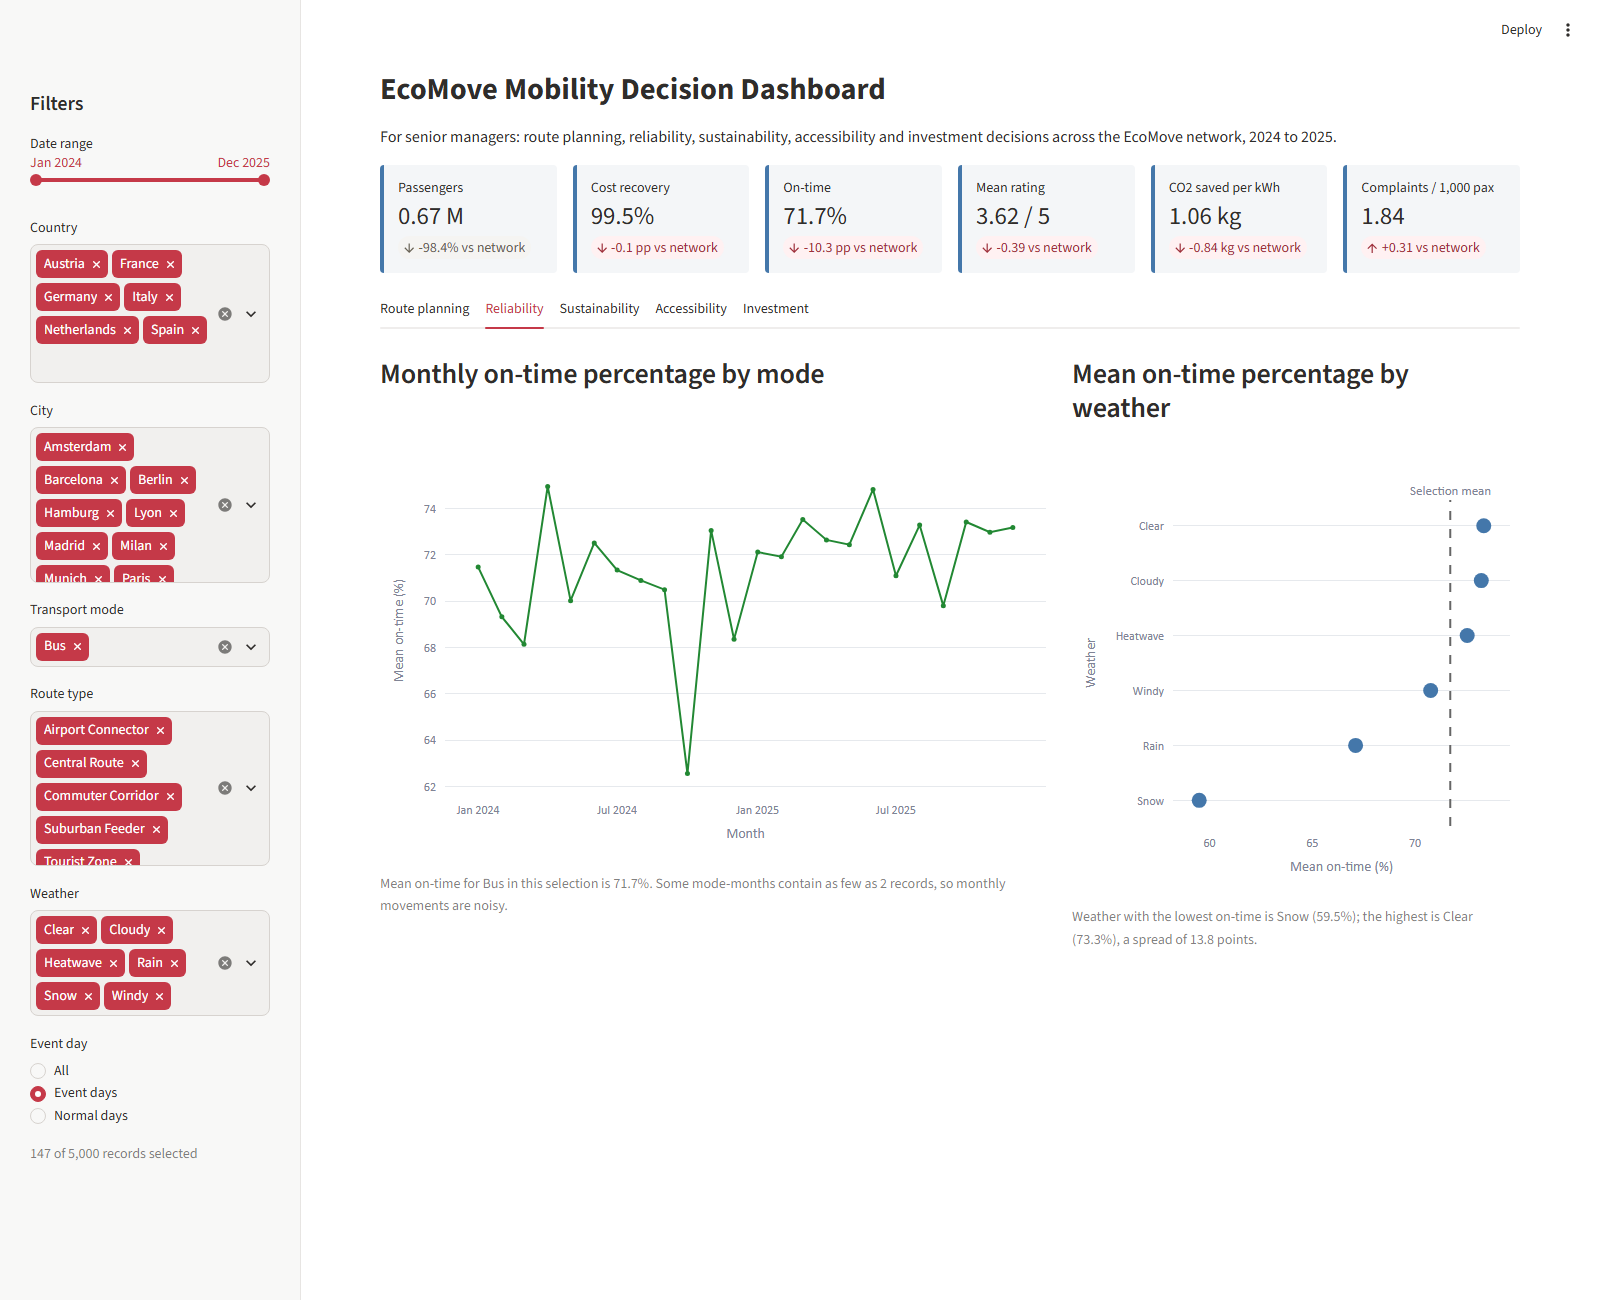 Deploy
Filters
Date range
Jan 2024 Dec 2025
Country
Austria × France ×
Germany × Italy ×
Netherlands × Spain ×
City
Amsterdam ×
Barcelona × Berlin ×
Hamburg × Lyon ×
Madrid × Milan ×
Munich × Paris ×
Transport mode
Bus ×
Route type
Airport Connector ×
Central Route ×
Commuter Corridor ×
Suburban Feeder ×
Tourist Zone ×
Weather
Clear × Cloudy ×
Heatwave × Rain ×
Snow × Windy ×
Event day
All
Event days
Normal days
147 of 5,000 records selected
EcoMove Mobility Decision Dashboard
For senior managers: route planning, reliability, sustainability, accessibility and investment decisions across the EcoMove network, 2024 to 2025.
Passengers
0.67 M
↓ -98.4% vs network
Cost recovery
99.5%
↓ -0.1 pp vs network
On-time
71.7%
↓ -10.3 pp vs network
Mean rating
3.62 / 5
↓ -0.39 vs network
CO2 saved per kWh
1.06 kg
↓ -0.84 kg vs network
Complaints / 1,000 pax
1.84
↑ +0.31 vs network
Route planning Reliability Sustainability Accessibility Investment
Monthly on-time percentage by mode
Mean on-time (%)
74
72
70
68
66
64
62
Jan 2024 Jul 2024 Jan 2025 Jul 2025
Month
Mean on-time for Bus in this selection is 71.7%. Some mode-months contain as few as 2 records, so monthly
movements are noisy.
Mean on-time percentage by
weather
Selection mean
Weather
Clear
Cloudy
Heatwave
Windy
Rain
Snow
60 65 70
Mean on-time (%)
Weather with the lowest on-time is Snow (59.5%); the highest is Clear
(73.3%), a spread of 13.8 points.